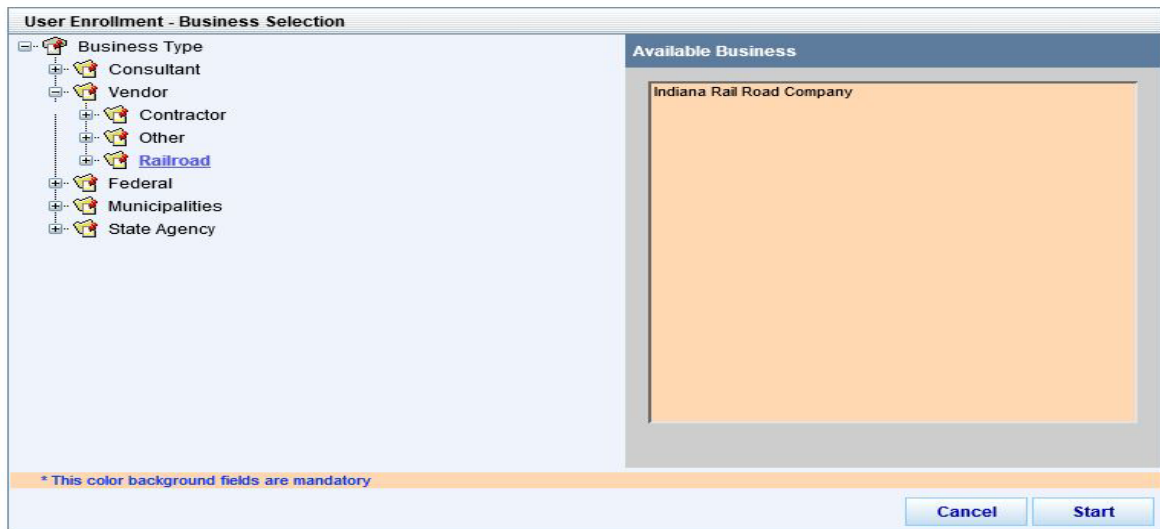 User Enrollment - Business Selection
Business Type
Consultant
Vendor
Contractor
Other
Railroad
Federal
Municipalities
State Agency
Available Business
Indiana Rail Road Company
* This color background fields are mandatory
Cancel
Start